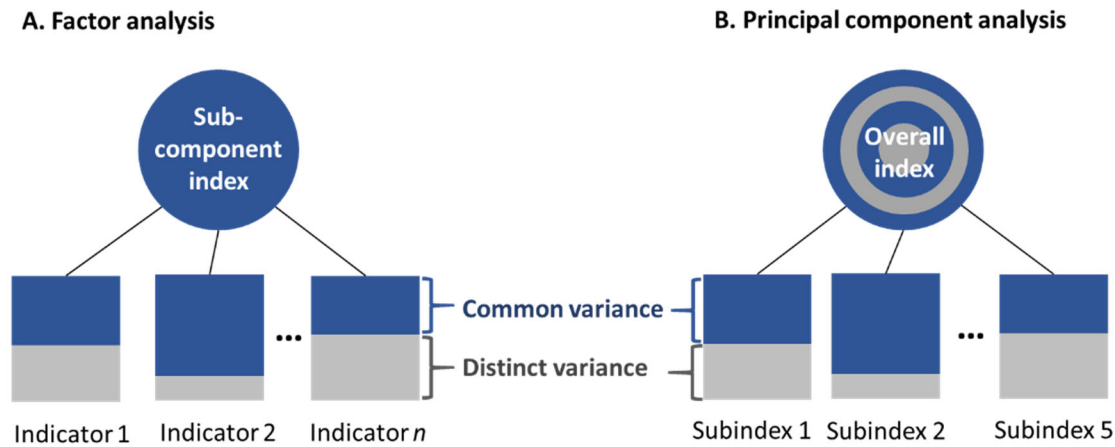 A. Factor analysis
B. Principal component analysis
Sub-
component
index
Overall
index
Common variance
Distinct variance
...
...
Indicator 1
Indicator 2
Indicator n
Subindex 1
Subindex 2
Subindex 5